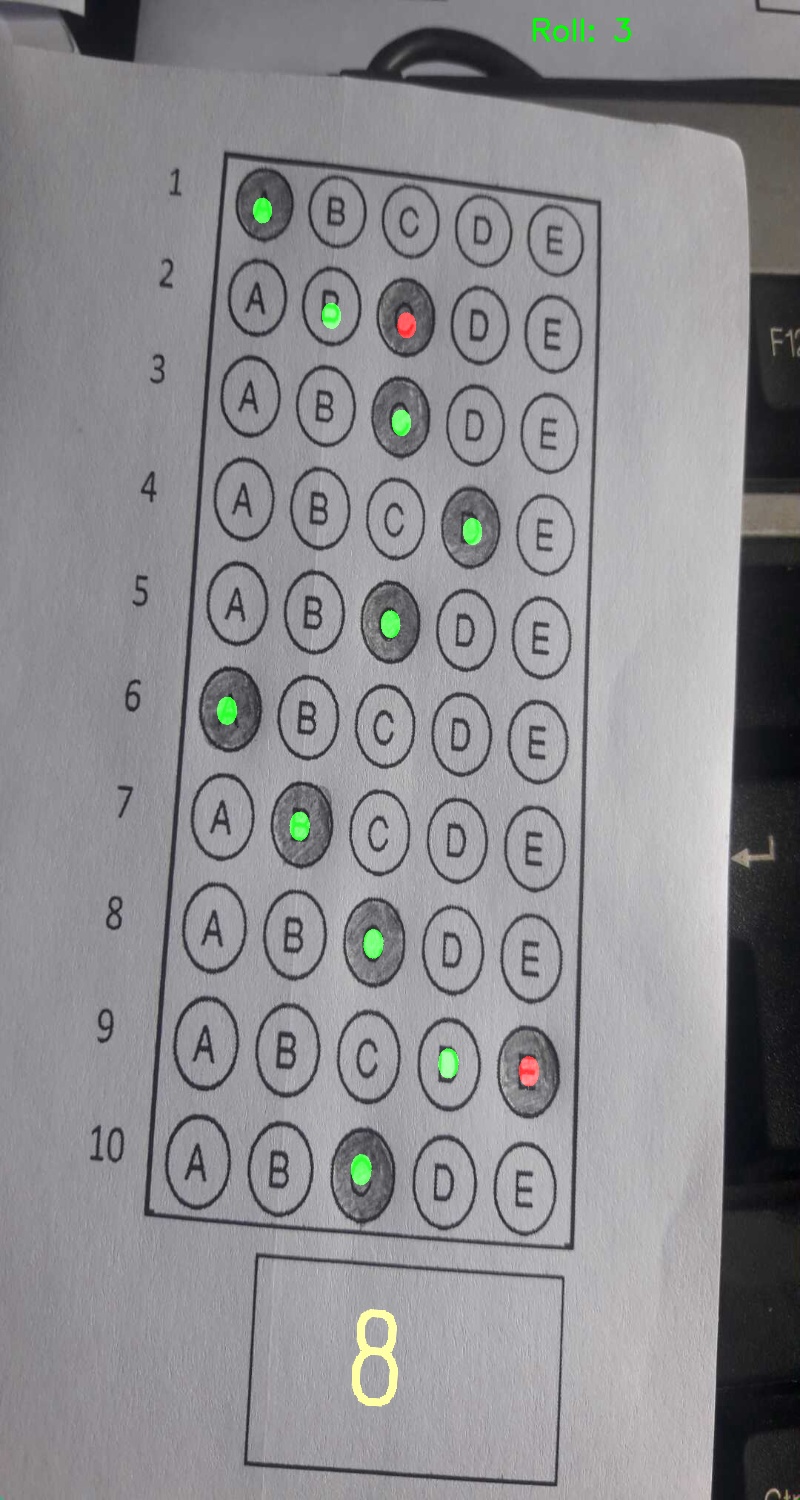 Roll: 3
1 B C D E
2 A D E
F12
3 A B D E
4 A B C E
5 A B D E
6 B C D E
7 A C D E
8 A B D E
9 A B C
10 A B D E
8